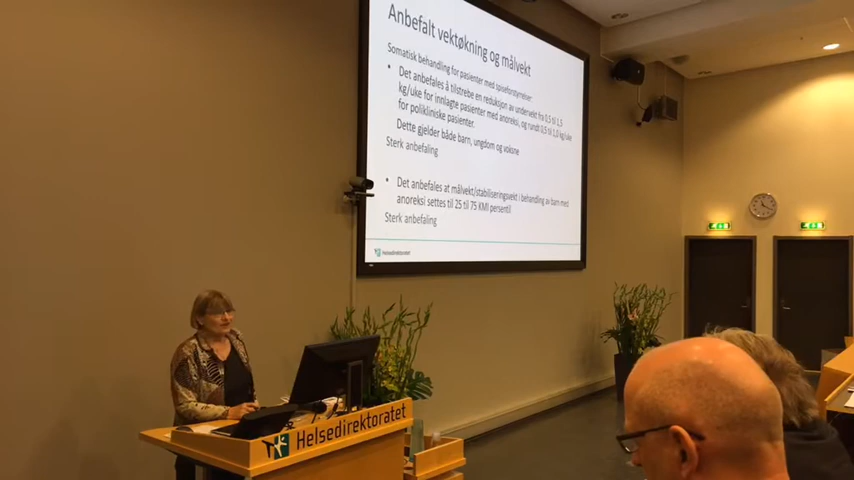 Anbefalt vektøkning og målvekt
Somatisk behandling for pasienter med spiseforstyrrelser
• Det anbefales å tilstrebe en reduksjon av undervekt fra 0,5 til 1,5
kg/uke for innlagte pasienter med anoreksi, og rundt 0,5 til 1,0 kg/uke
for polikliniske pasienter.
Dette gjelder både barn, ungdom og voksne
Sterk anbefaling
• Det anbefales at målvekt/stabiliseringsvekt i behandling av barn med
anoreksi settes til 25 til 75 KMI persentil
Sterk anbefaling
Helsedirektoratet
Helsedirektoratet